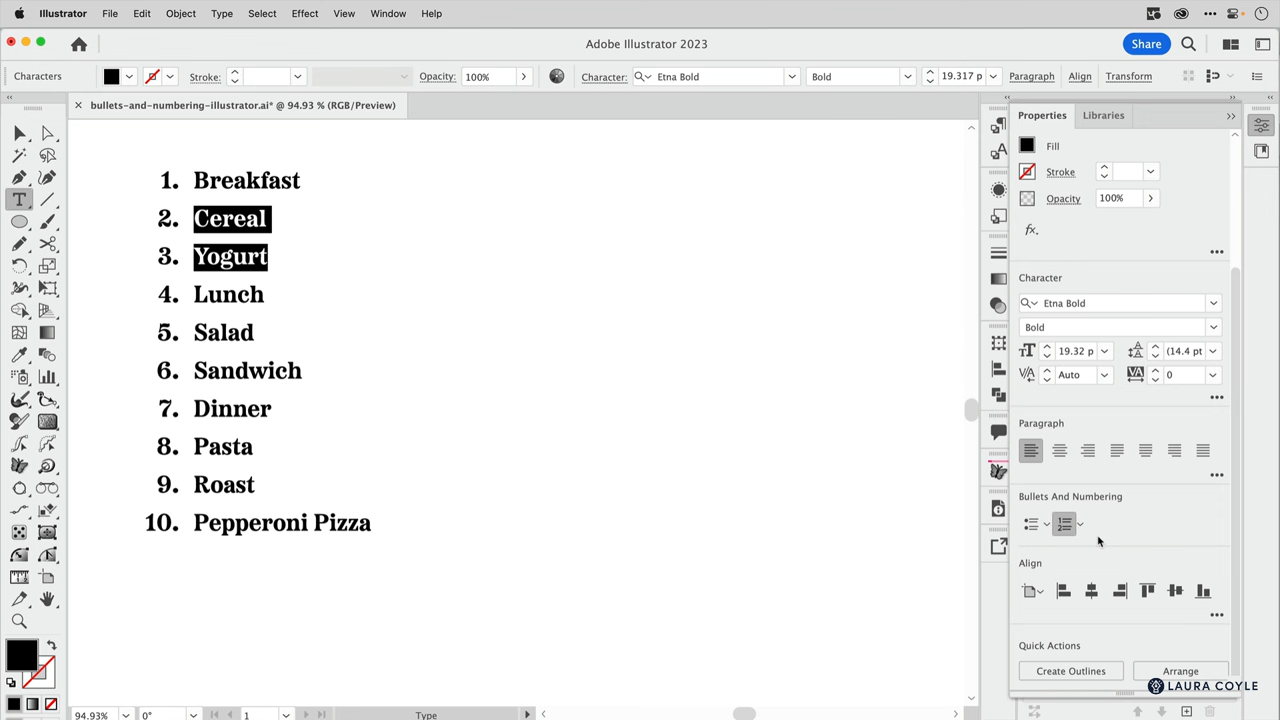 Illustrator File Edit Object Type Select Effect View Window Help
Adobe Illustrator 2023
Share
Characters Stroke: Opacity: 100% Character: Etna Bold Bold 19.317 p Paragraph Align Transform
× bullets-and-numbering-illustrator.ai* @ 94.93 % (RGB/Preview)
Properties Libraries
Fill
Stroke
Opacity 100%
fx.
Character
Etna Bold
Bold
19.32 p (14.4 pt
Auto 0
Paragraph
Bullets And Numbering
Align
Quick Actions
Create Outlines Arrange
1. Breakfast
2. Cereal
3. Yogurt
4. Lunch
5. Salad
6. Sandwich
7. Dinner
8. Pasta
9. Roast
10. Pepperoni Pizza
LAURA COYLE
94.93% 0° 1 Type